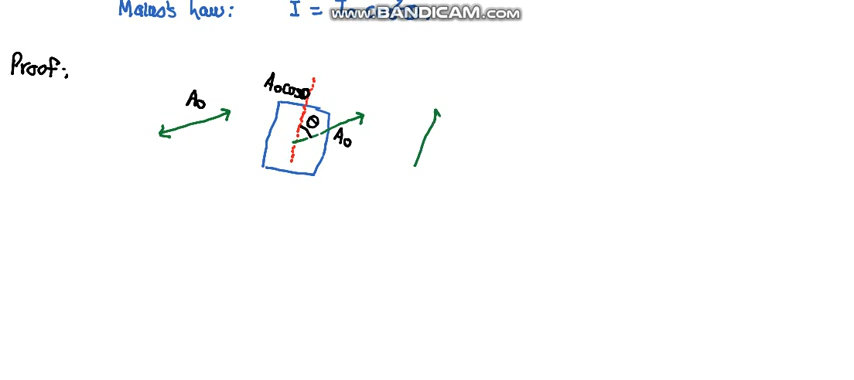 Malus's Law: I =
www.BANDICAM.com
Proof:
A₀cosθ
A₀
θ
A₀